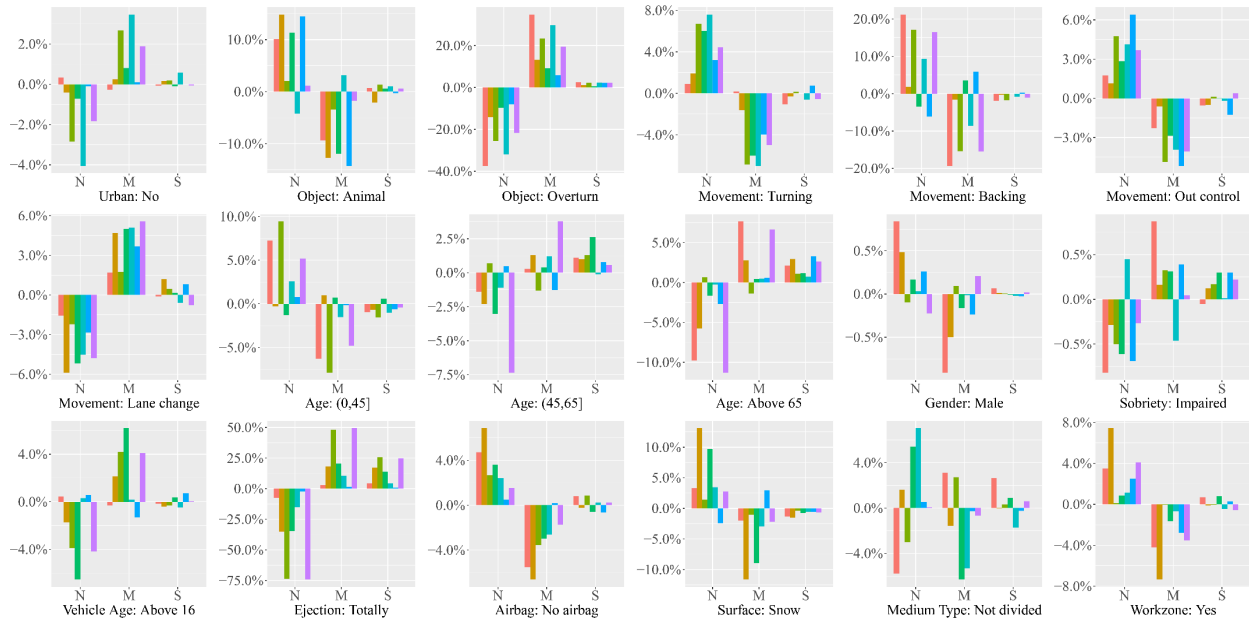 2.0%
0.0%
−2.0%
−4.0%
N M S
Urban: No
10.0%
0.0%
−10.0%
N M S
Object: Animal
20.0%
0.0%
−20.0%
−40.0%
N M S
Object: Overturn
8.0%
4.0%
0.0%
−4.0%
N M S
Movement: Turning
20.0%
10.0%
0.0%
−10.0%
−20.0%
N M S
Movement: Backing
6.0%
3.0%
0.0%
−3.0%
N M S
Movement: Out control
6.0%
3.0%
0.0%
−3.0%
−6.0%
N M S
Movement: Lane change
10.0%
5.0%
0.0%
−5.0%
N M S
Age: (0,45]
2.5%
0.0%
−2.5%
−5.0%
−7.5%
N M S
Age: (45,65]
5.0%
0.0%
−5.0%
−10.0%
N M S
Age: Above 65
0.5%
0.0%
−0.5%
N M S
Gender: Male
0.5%
0.0%
−0.5%
N M S
Sobriety: Impaired
4.0%
0.0%
−4.0%
N M S
Vehicle Age: Above 16
50.0%
25.0%
0.0%
−25.0%
−50.0%
−75.0%
N M S
Ejection: Totally
4.0%
0.0%
−4.0%
N M S
Airbag: No airbag
10.0%
5.0%
0.0%
−5.0%
−10.0%
N M S
Surface: Snow
4.0%
0.0%
−4.0%
N M S
Medium Type: Not divided
8.0%
4.0%
0.0%
−4.0%
−8.0%
N M S
Workzone: Yes